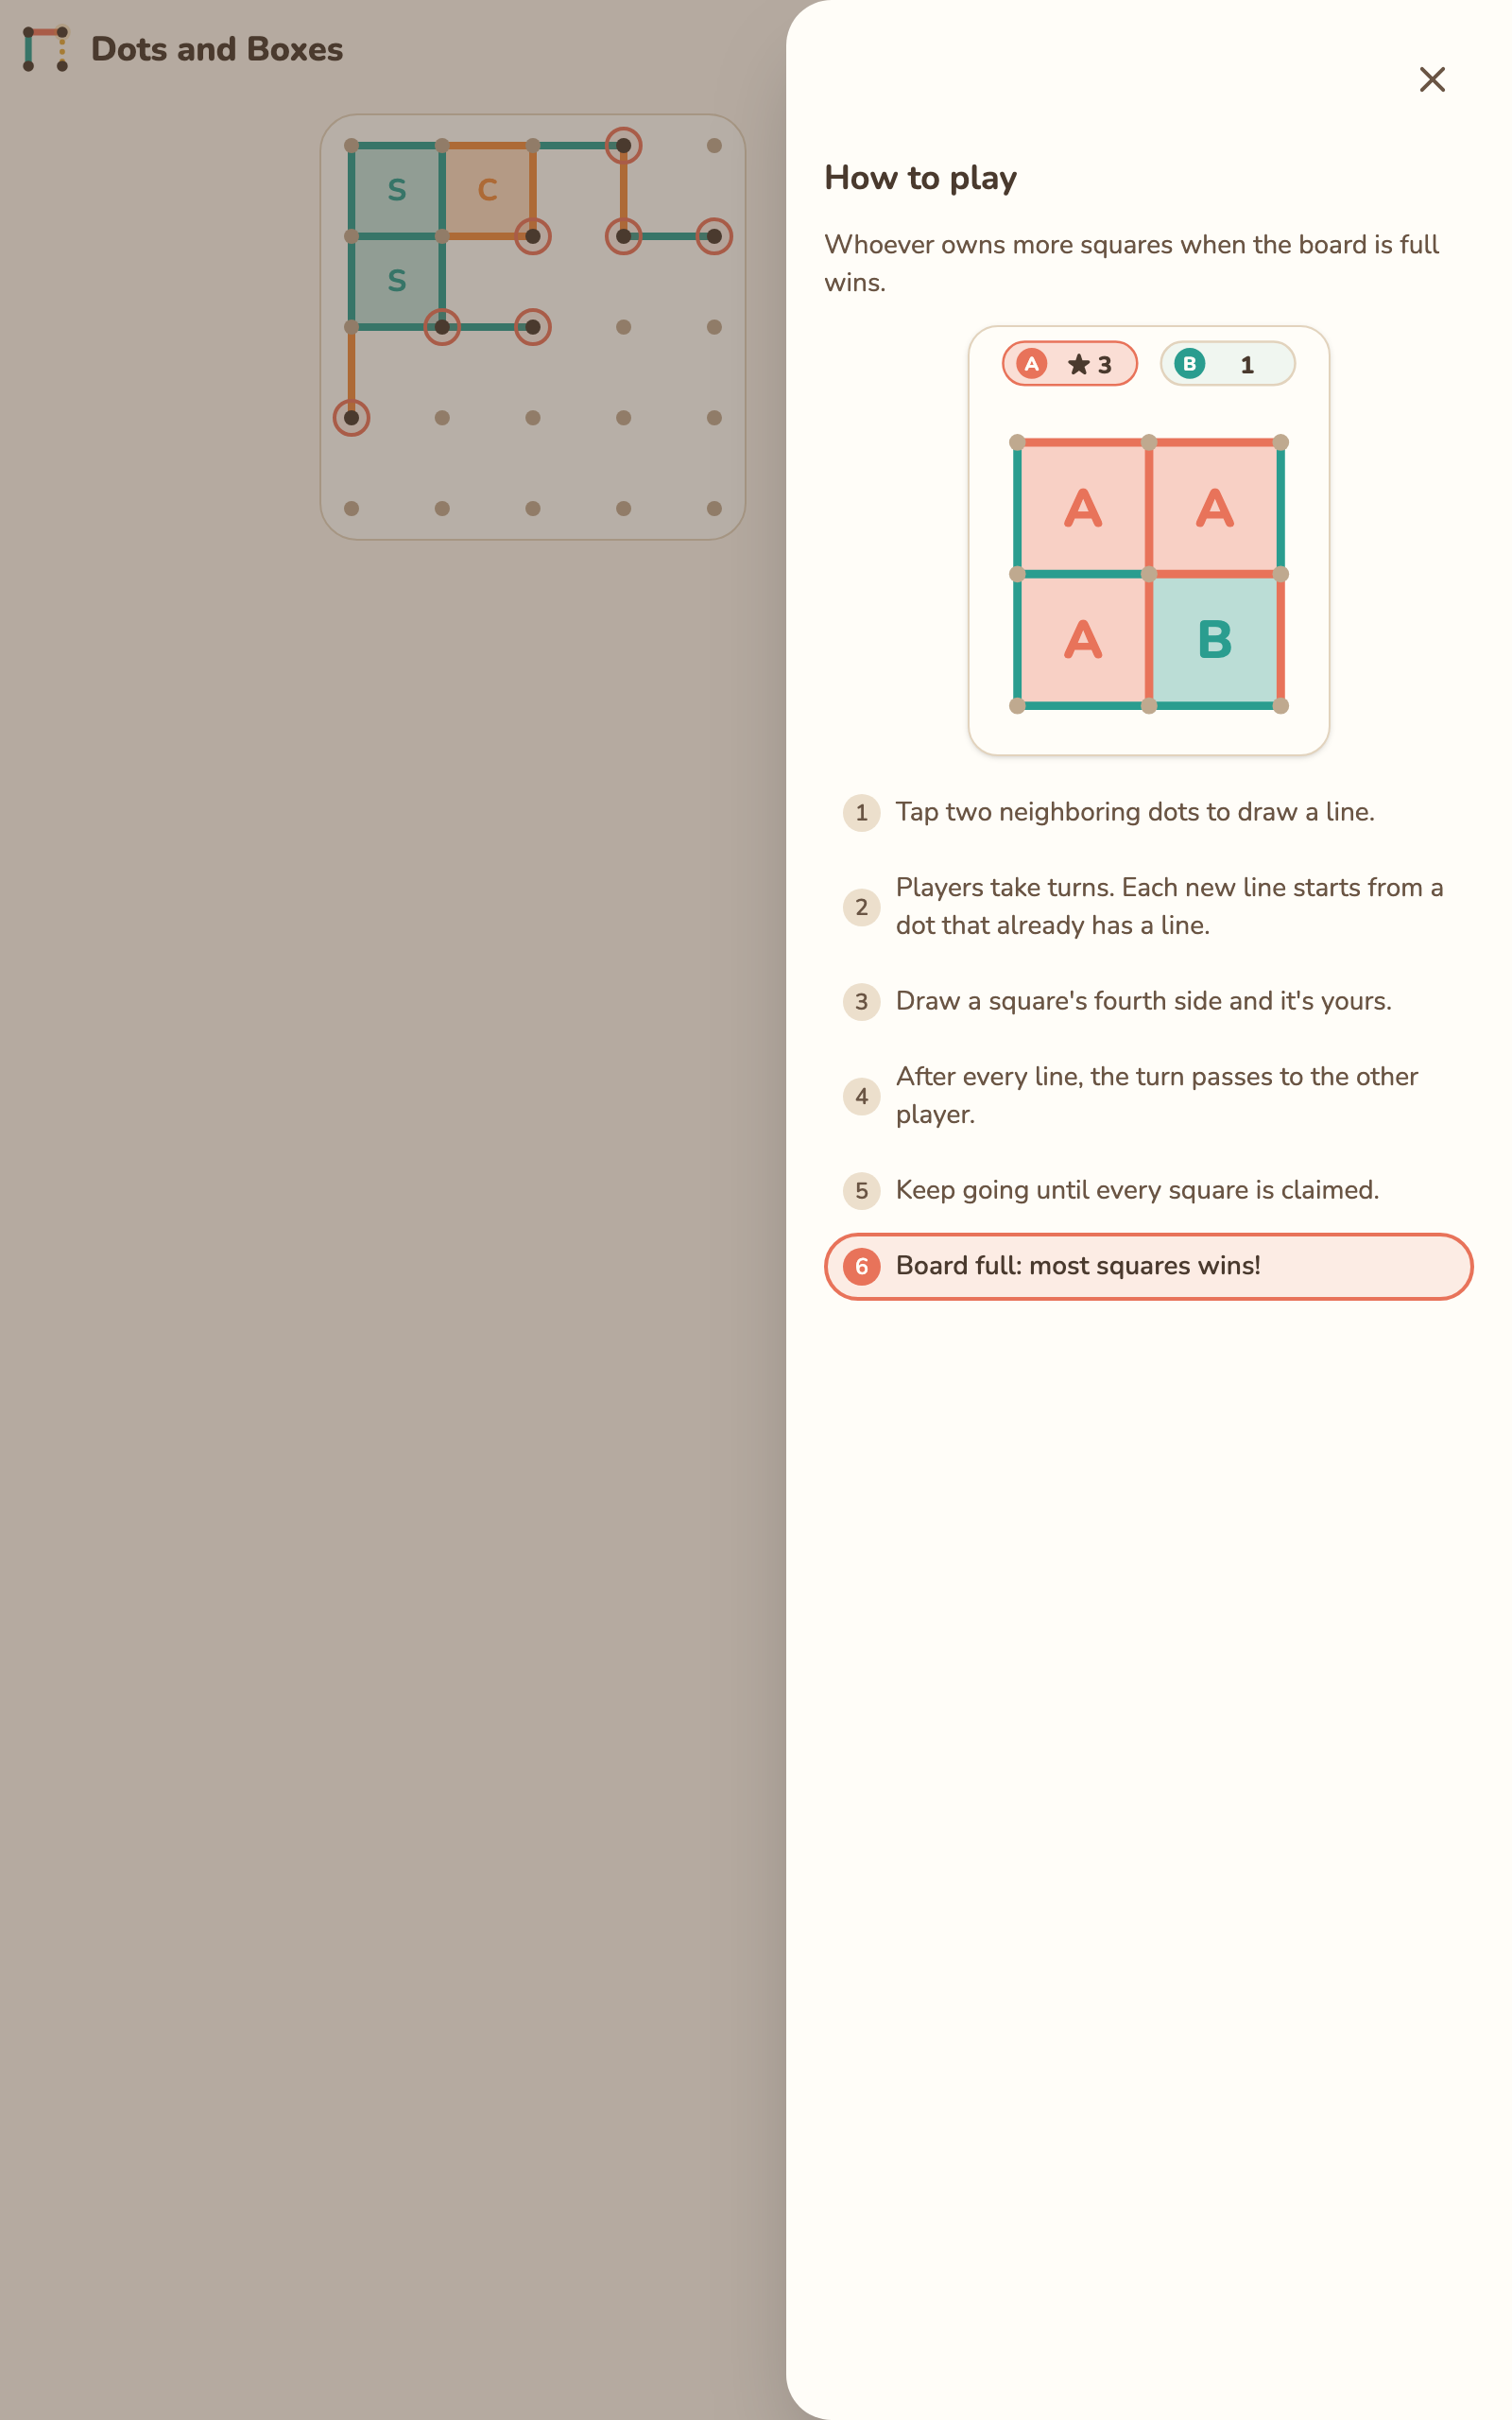 Dots and Boxes
S C
S
How to play
Whoever owns more squares when the board is full
wins.
A ★ 3 B 1
A A
A B
1 Tap two neighboring dots to draw a line.
2 Players take turns. Each new line starts from a
dot that already has a line.
3 Draw a square's fourth side and it's yours.
4 After every line, the turn passes to the other
player.
5 Keep going until every square is claimed.
6 Board full: most squares wins!